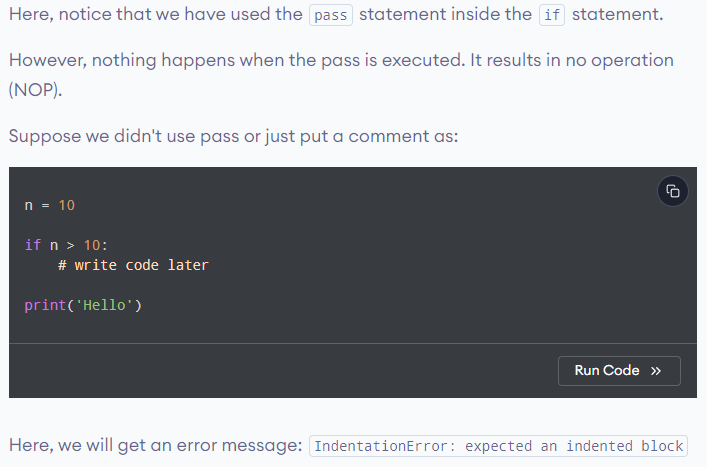 Here, notice that we have used the pass statement inside the if statement.
However, nothing happens when the pass is executed. It results in no operation
(NOP).
Suppose we didn't use pass or just put a comment as:
n = 10
if n > 10:
    # write code later
print('Hello')
Run Code »
Here, we will get an error message: IndentationError: expected an indented block